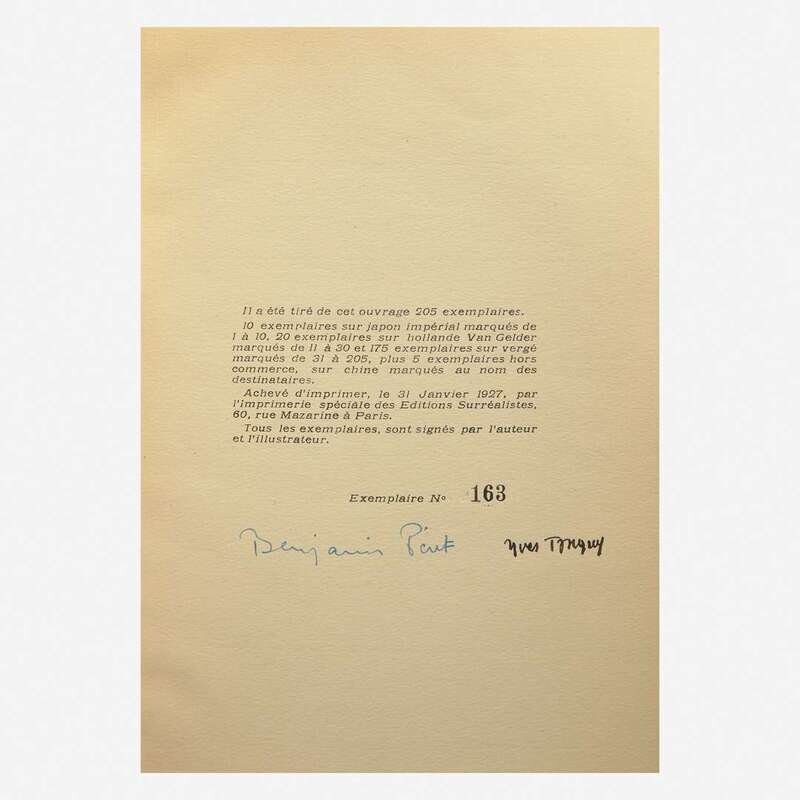 Il a été tiré de cet ouvrage 205 exemplaires.
10 exemplaires sur japon impérial marqués de
1 à 10, 20 exemplaires sur hollande Van Gelder
marqués de 11 à 30 et 175 exemplaires sur vergé
marqués de 31 à 205, plus 5 exemplaires hors
commerce, sur chine marqués au nom des
destinataires.
Achevé d'imprimer, le 31 Janvier 1927, par
l'imprimerie spéciale des Editions Surréalistes,
60, rue Mazarine à Paris.
Tous les exemplaires, sont signés par l'auteur
et l'illustrateur.
Exemplaire No 163
Benjamin Péret Yves Tanguy